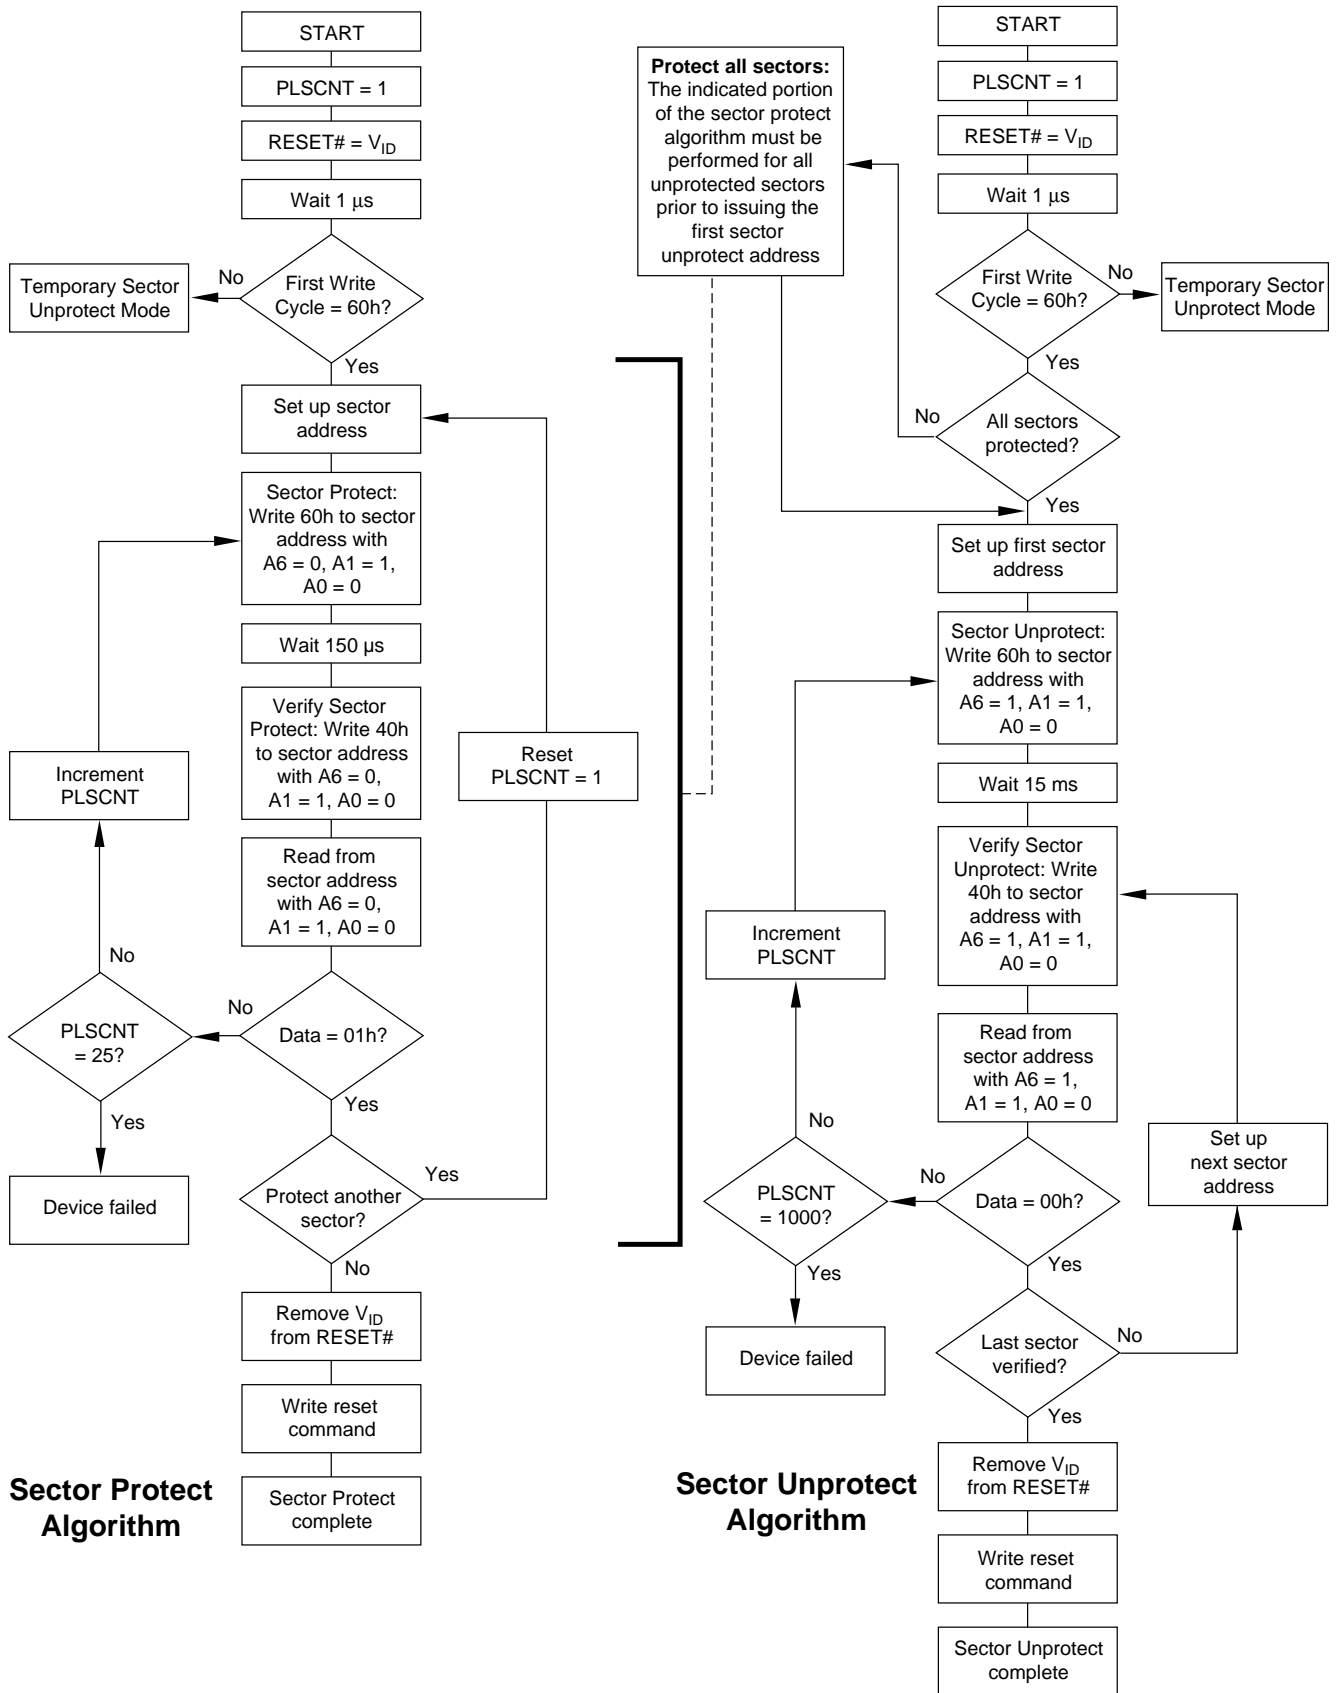 START
PLSCNT = 1
RESET# = VID
Wait 1 μs
First Write
Cycle = 60h?
No
Temporary Sector
Unprotect Mode
Yes
Set up sector
address
Sector Protect:
Write 60h to sector
address with
A6 = 0, A1 = 1,
A0 = 0
Wait 150 µs
Verify Sector
Protect: Write 40h
to sector address
with A6 = 0,
A1 = 1, A0 = 0
Reset
PLSCNT = 1
Increment
PLSCNT
Read from
sector address
with A6 = 0,
A1 = 1, A0 = 0
No
PLSCNT
= 25?
No
Data = 01h?
Yes
Yes
Device failed
Protect another
sector?
Yes
No
Remove VID
from RESET#
Write reset
command
Sector Protect
complete
Sector Protect
Algorithm
Protect all sectors:
The indicated portion
of the sector protect
algorithm must be
performed for all
unprotected sectors
prior to issuing the
first sector
unprotect address
START
PLSCNT = 1
RESET# = VID
Wait 1 μs
First Write
Cycle = 60h?
No
Temporary Sector
Unprotect Mode
Yes
No
All sectors
protected?
Yes
Set up first sector
address
Sector Unprotect:
Write 60h to sector
address with
A6 = 1, A1 = 1,
A0 = 0
Wait 15 ms
Verify Sector
Unprotect: Write
40h to sector
address with
A6 = 1, A1 = 1,
A0 = 0
Increment
PLSCNT
Read from
sector address
with A6 = 1,
A1 = 1, A0 = 0
No
Set up
next sector
address
PLSCNT
= 1000?
No
Data = 00h?
Yes
Yes
Device failed
Last sector
verified?
No
Yes
Remove VID
from RESET#
Write reset
command
Sector Unprotect
complete
Sector Unprotect
Algorithm